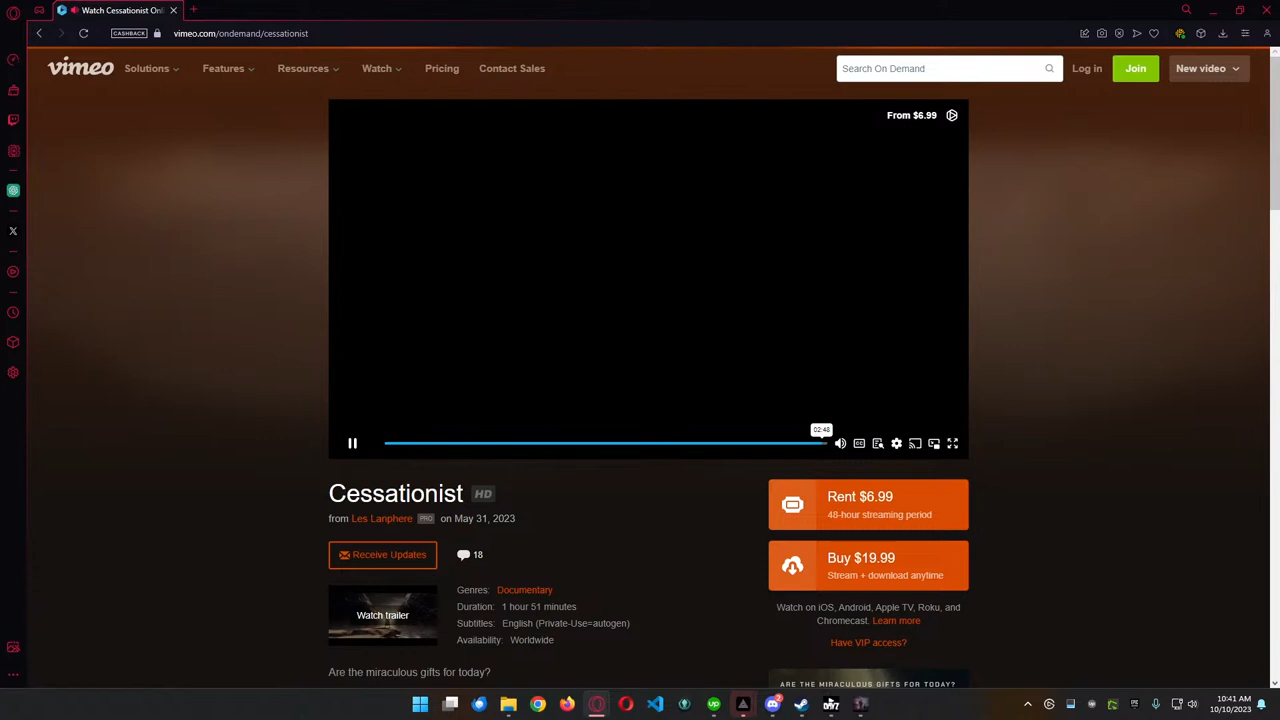 Watch Cessationist Onli
CASHBACK
vimeo.com/ondemand/cessationist
vimeo Solutions Features Resources Watch Pricing Contact Sales Search On Demand Log in Join New video
From $6.99
02:48
Cessationist HD
from Les Lanphere PRO on May 31, 2023
Receive Updates 18
Watch trailer
Genres: Documentary
Duration: 1 hour 51 minutes
Subtitles: English (Private-Use=autogen)
Availability: Worldwide
Are the miraculous gifts for today?
Rent $6.99
48-hour streaming period
Buy $19.99
Stream + download anytime
Watch on iOS, Android, Apple TV, Roku, and
Chromecast. Learn more
Have VIP access?
ARE THE MIRACULOUS GIFTS FOR TODAY?
2
10:41 AM
10/10/2023